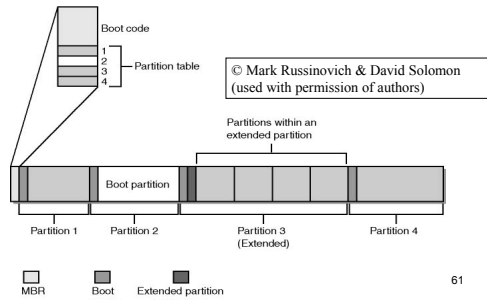 Boot code
1
2
3
4
Partition table
© Mark Russinovich & David Solomon
(used with permission of authors)
Partitions within an
extended partition
Boot partition
Partition 1
Partition 2
Partition 3
(Extended)
Partition 4
MBR
Boot
Extended partition
61